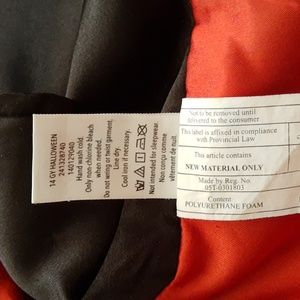 14 GY HALLOWEEN
241328740
140129040
Hand wash cold.
Only non-chlorine bleach
when needed.
Do not wring or twist garment.
Line dry.
Cool iron if necessary.
Not intended for sleepwear.
Non conçu comme
vêtement de nuit.
Not to be removed until
delivered to the consumer
This label is affixed in compliance
with Provincial Law
This article contains
NEW MATERIAL ONLY
Made by Reg. No.
05T-0301803
Content
POLYURETHANE FOAM